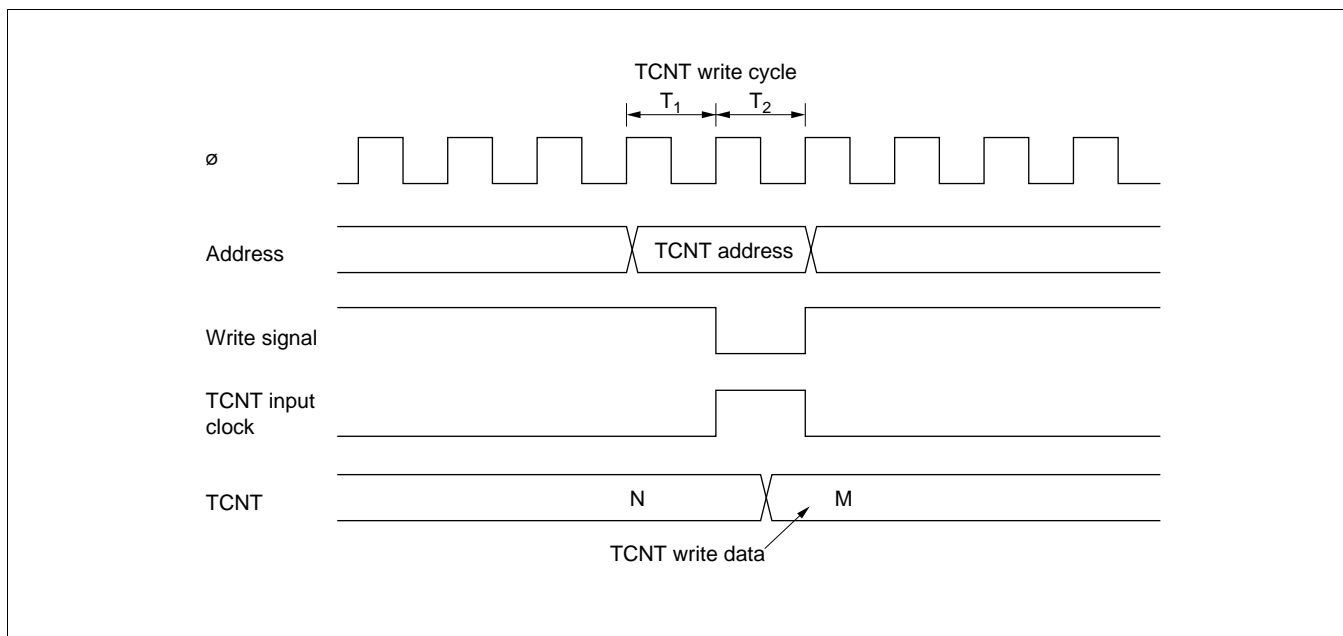 TCNT write cycle
T1 T2
ø
Address
TCNT address
Write signal
TCNT input
clock
TCNT
N
M
TCNT write data